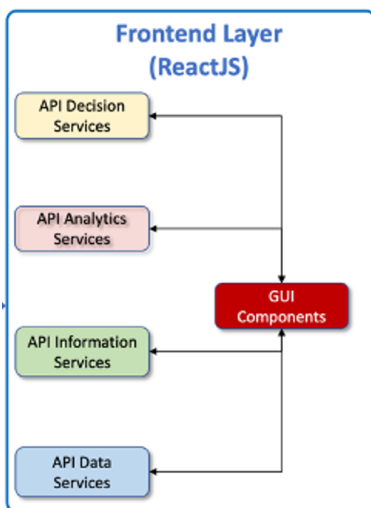 Frontend Layer
(ReactJS)
API Decision
Services
API Analytics
Services
GUI
Components
API Information
Services
API Data
Services